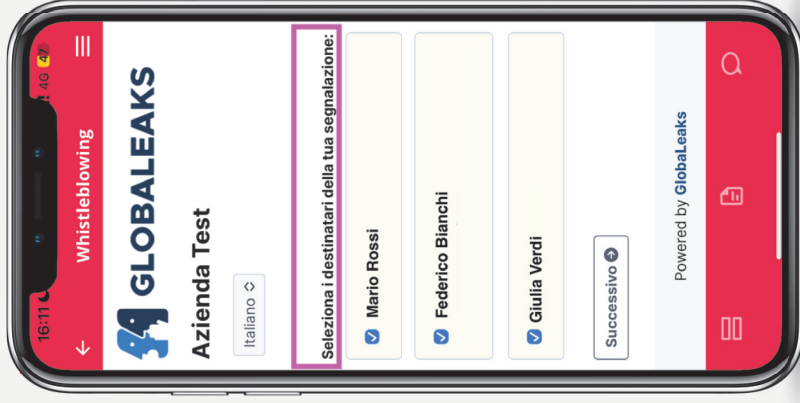 16:11
4G 47
Whistleblowing
GLOBALEAKS
Azienda Test
Italiano
Seleziona i destinatari della tua segnalazione:
Mario Rossi
Federico Bianchi
Giulia Verdi
Successivo
Powered by GlobaLeaks